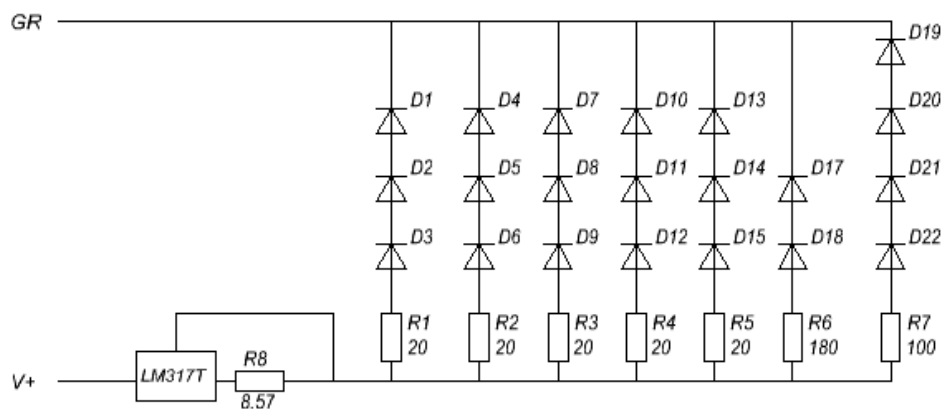 GR
D19
D1 D4 D7 D10 D13 D20
D2 D5 D8 D11 D14 D17 D21
D3 D6 D9 D12 D15 D18 D22
R1 R2 R3 R4 R5 R6 R7
20 20 20 20 20 180 100
R8
V+ LM317T
8.57